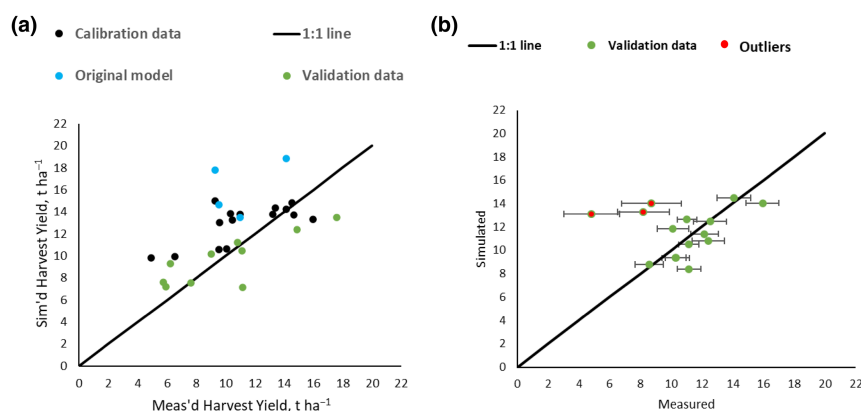 (a)
Calibration data
1:1 line
Original model
Validation data
22
20
18
16
14
12
10
8
6
4
2
0
0 2 4 6 8 10 12 14 16 18 20 22
Sim'd Harvest Yield, t ha⁻¹
Meas'd Harvest Yield, t ha⁻¹
(b)
1:1 line
Validation data
Outliers
22
20
18
16
14
12
10
8
6
4
2
0
0 2 4 6 8 10 12 14 16 18 20 22
Simulated
Measured